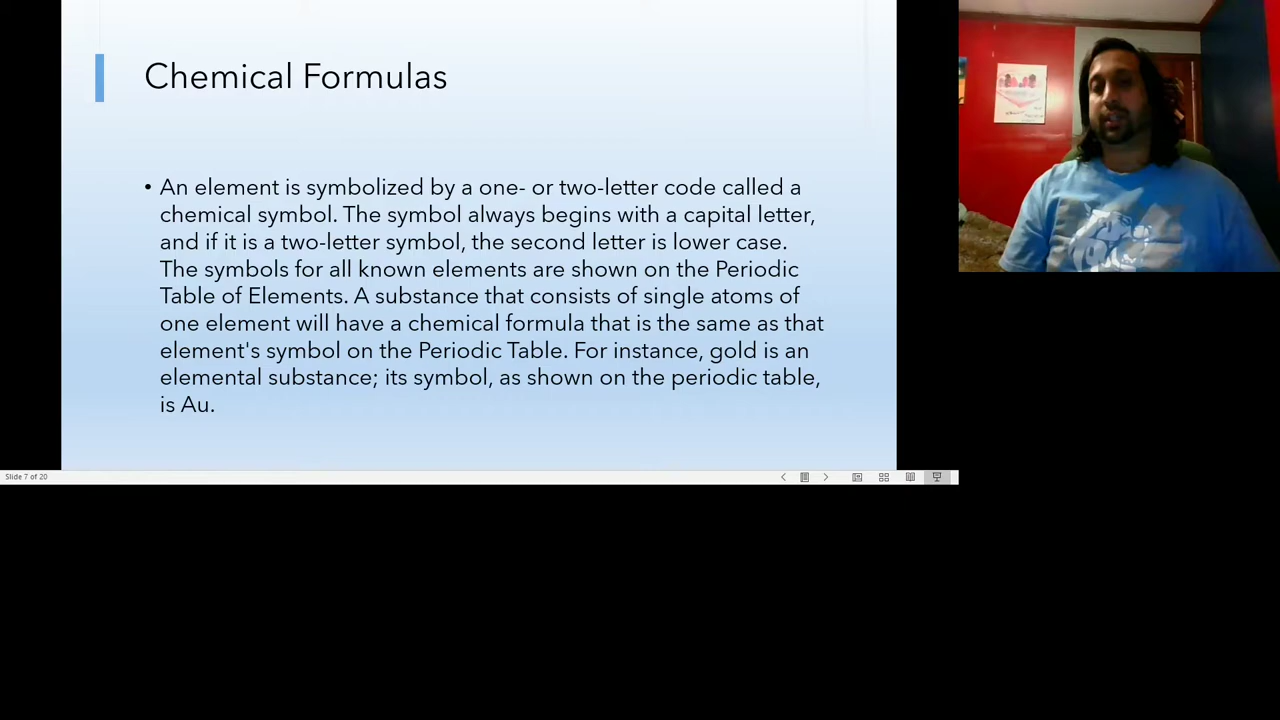 Chemical Formulas
• An element is symbolized by a one- or two-letter code called a
chemical symbol. The symbol always begins with a capital letter,
and if it is a two-letter symbol, the second letter is lower case.
The symbols for all known elements are shown on the Periodic
Table of Elements. A substance that consists of single atoms of
one element will have a chemical formula that is the same as that
element's symbol on the Periodic Table. For instance, gold is an
elemental substance; its symbol, as shown on the periodic table,
is Au.
Slide 7 of 20